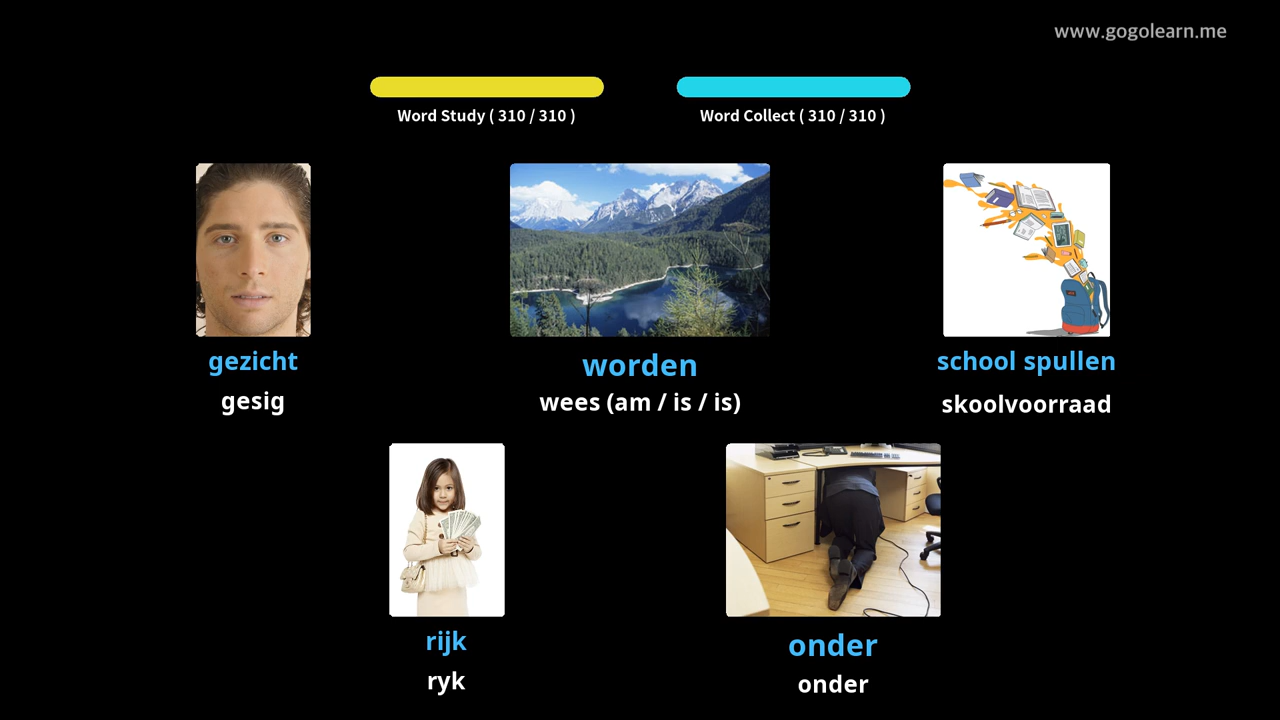 www.gogolearn.me
Word Study ( 310 / 310 )
Word Collect ( 310 / 310 )
gezicht
gesig
worden
wees (am / is / is)
school spullen
skoolvoorraad
rijk
ryk
onder
onder